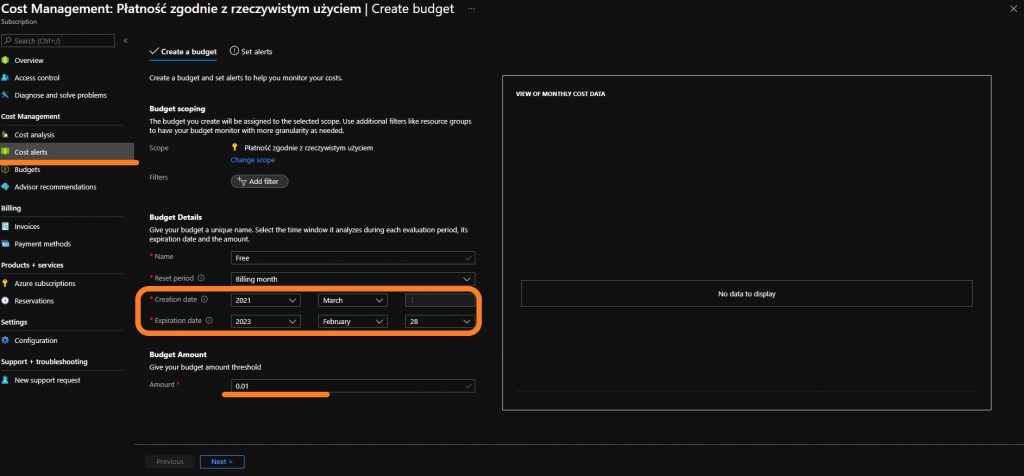 Cost Management: Płatność zgodnie z rzeczywistym użyciem | Create budget ...
Subscription
Search (Ctrl+/)
«
Overview
Access control
Diagnose and solve problems
Cost Management
Cost analysis
Cost alerts
Budgets
Advisor recommendations
Billing
Invoices
Payment methods
Products + services
Azure subscriptions
Reservations
Settings
Configuration
Support + troubleshooting
New support request
Create a budget
Set alerts
Create a budget and set alerts to help you monitor your costs.
Budget scoping
The budget you create will be assigned to the selected scope. Use additional filters like resource groups
to have your budget monitor with more granularity as needed.
Scope
Płatność zgodnie z rzeczywistym użyciem
Change scope
Filters
Add filter
Budget Details
Give your budget a unique name. Select the time window it analyzes during each evaluation period, its
expiration date and the amount.
* Name
Free
* Reset period
Billing month
* Creation date
2021 March 1
* Expiration date
2023 February 28
Budget Amount
Give your budget amount threshold
Amount *
0.01
Previous
Next >
VIEW OF MONTHLY COST DATA
No data to display